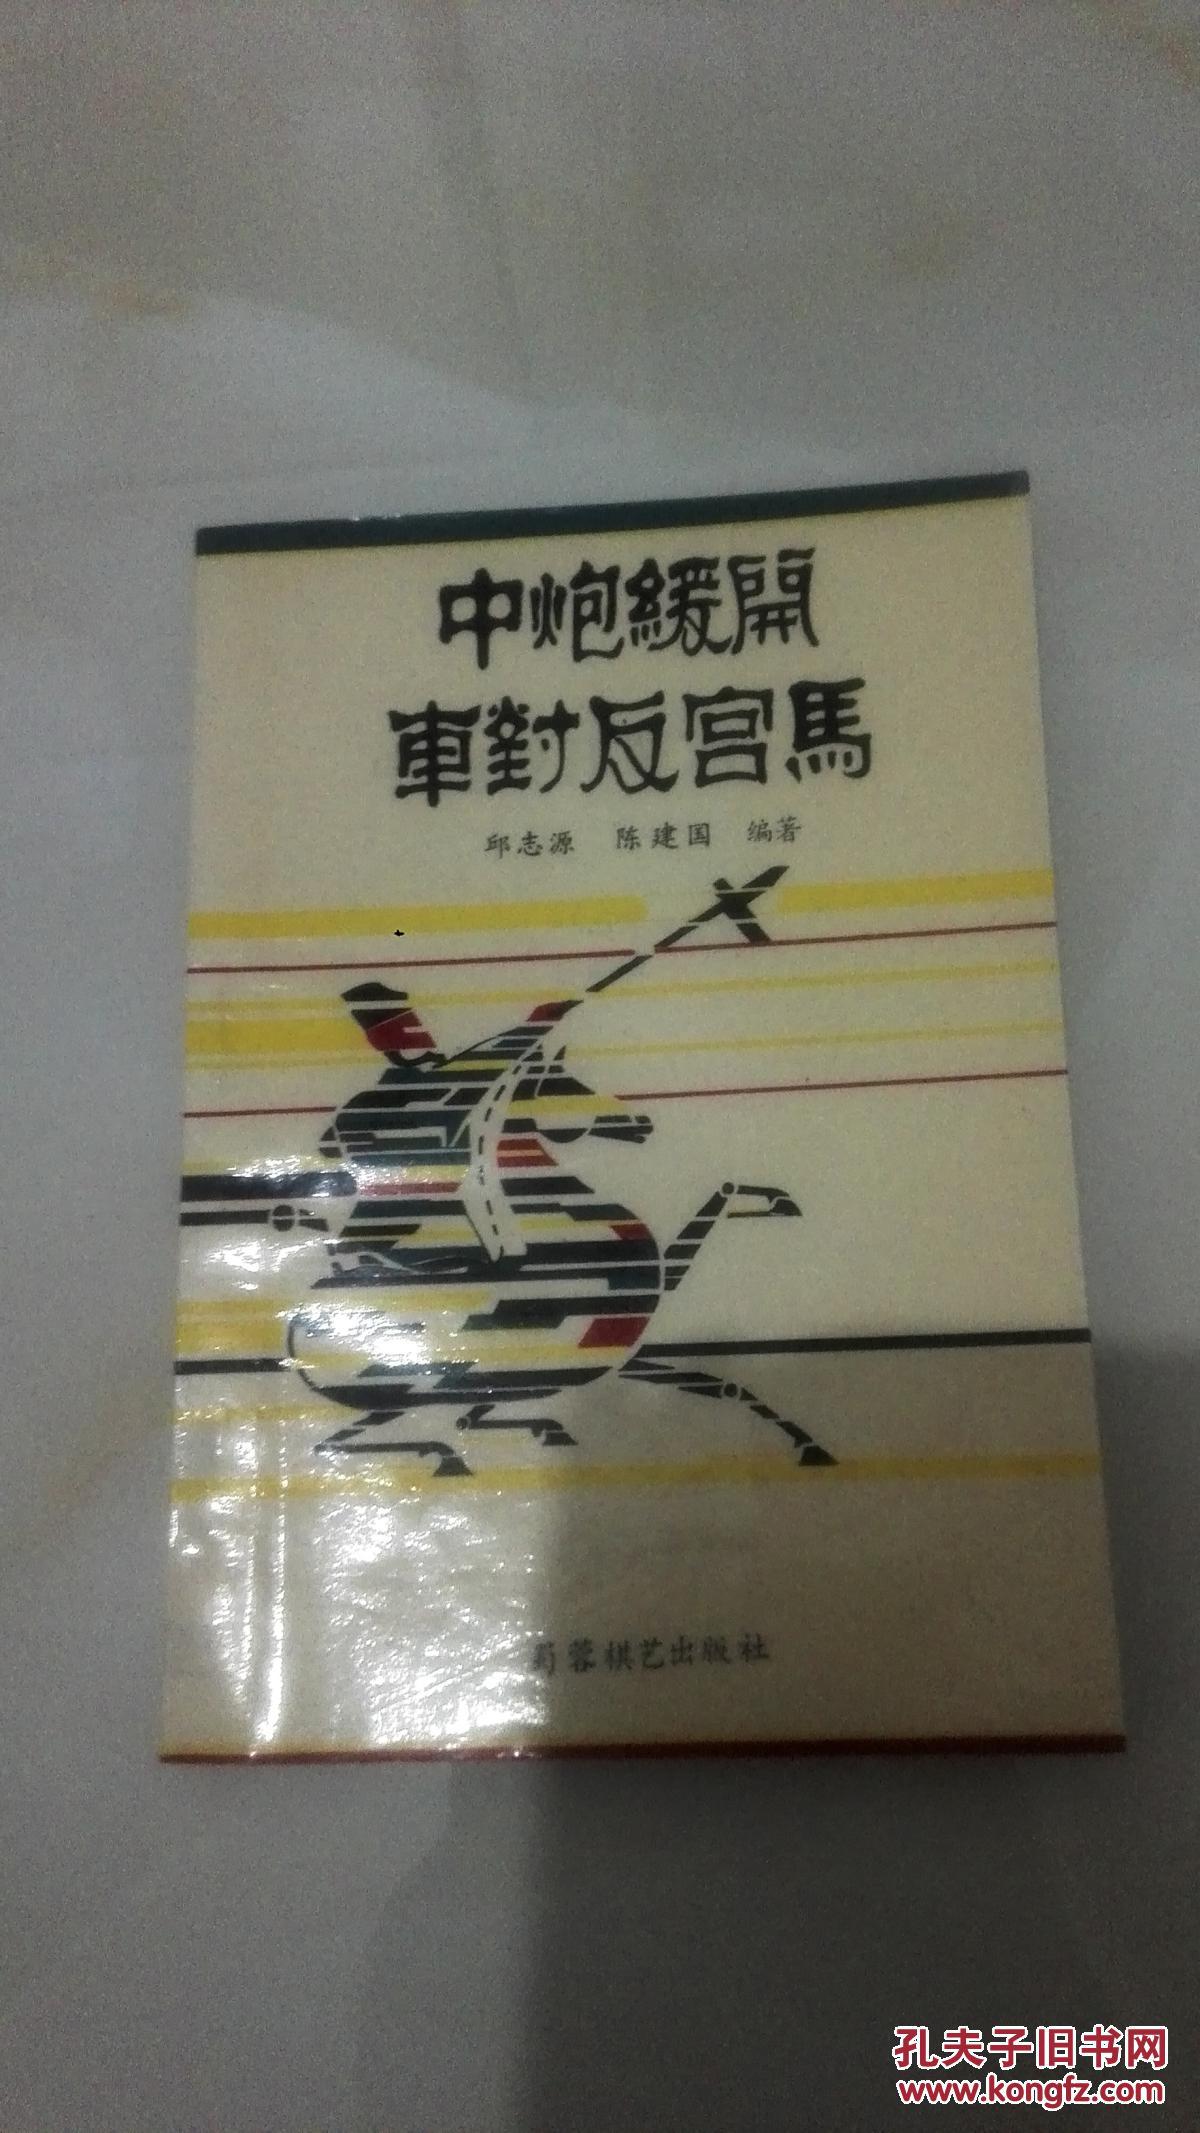 中炮緩開
車對反宫馬
邱志源 陈建国 编著
蜀蓉棋艺出版社
孔夫子旧书网
www.kongfz.com